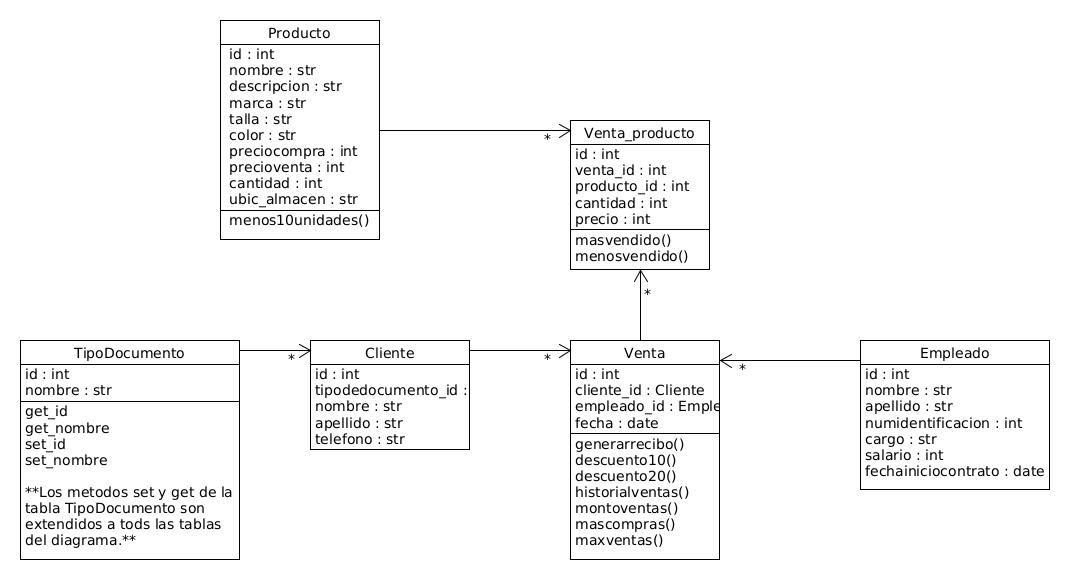 Producto
id : int
nombre : str
descripcion : str
marca : str
talla : str
color : str
preciocompra : int
precioventa : int
cantidad : int
ubic_almacen : str
menos10unidades()
*
Venta_producto
id : int
venta_id : int
producto_id : int
cantidad : int
precio : int
masvendido()
menosvendido()
*
TipoDocumento
id : int
nombre : str
get_id
get_nombre
set_id
set_nombre
**Los metodos set y get de la
tabla TipoDocumento son
extendidos a tods las tablas
del diagrama.**
*
Cliente
id : int
tipodedocumento_id :
nombre : str
apellido : str
telefono : str
*
Venta
id : int
cliente_id : Cliente
empleado_id : Emple
fecha : date
generarrecibo()
descuento10()
descuento20()
historialventas()
montoventas()
mascompras()
maxventas()
*
Empleado
id : int
nombre : str
apellido : str
numidentificacion : int
cargo : str
salario : int
fechainiciocontrato : date